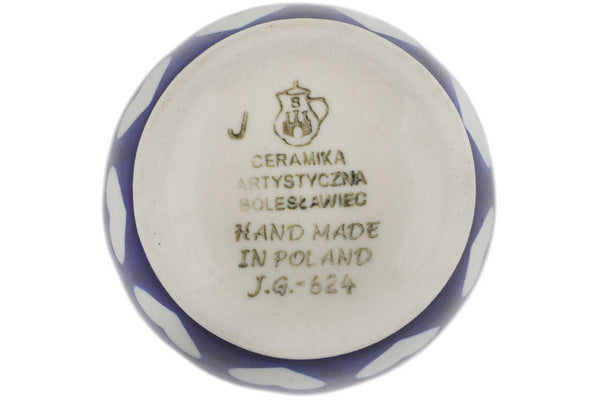 J
S
CERAMIKA
ARTYSTYCZNA
BOLESŁAWIEC
HAND MADE
IN POLAND
J.G.-624